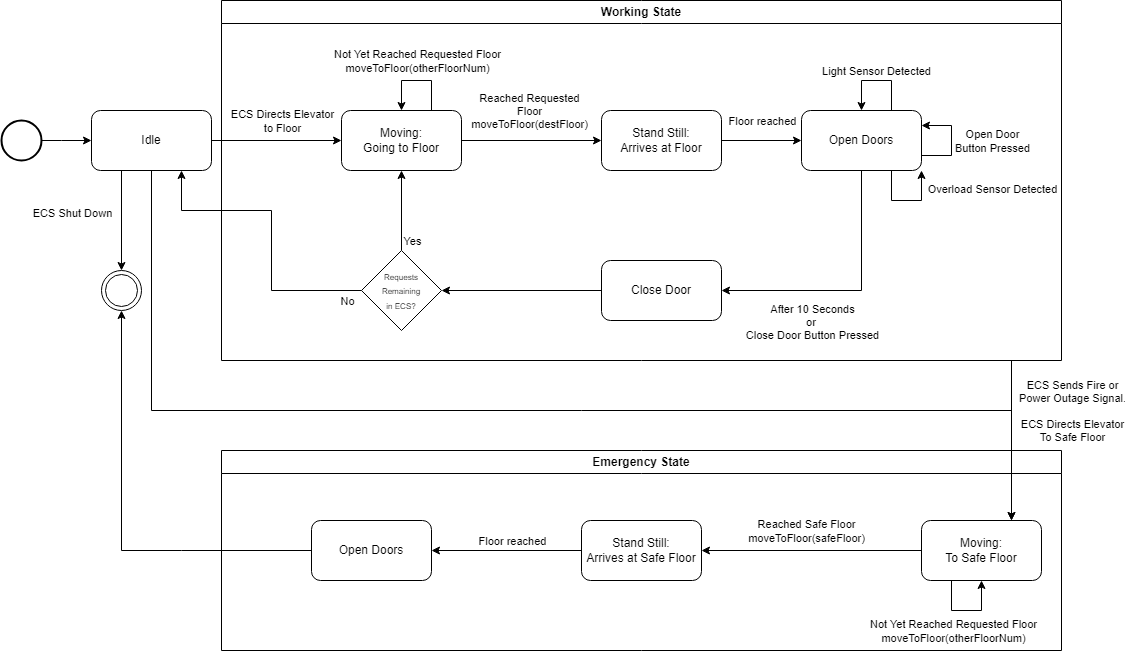 Working State
Not Yet Reached Requested Floor
moveToFloor(otherFloorNum)
Light Sensor Detected
ECS Directs Elevator
to Floor
Reached Requested
Floor
moveToFloor(destFloor)
Floor reached
Idle
Moving:
Going to Floor
Stand Still:
Arrives at Floor
Open Doors
Open Door
Button Pressed
Overload Sensor Detected
ECS Shut Down
Yes
Requests
Remaining
in ECS?
No
Close Door
After 10 Seconds
or
Close Door Button Pressed
ECS Sends Fire or
Power Outage Signal.
ECS Directs Elevator
To Safe Floor
Emergency State
Open Doors
Floor reached
Stand Still:
Arrives at Safe Floor
Reached Safe Floor
moveToFloor(safeFloor)
Moving:
To Safe Floor
Not Yet Reached Requested Floor
moveToFloor(otherFloorNum)